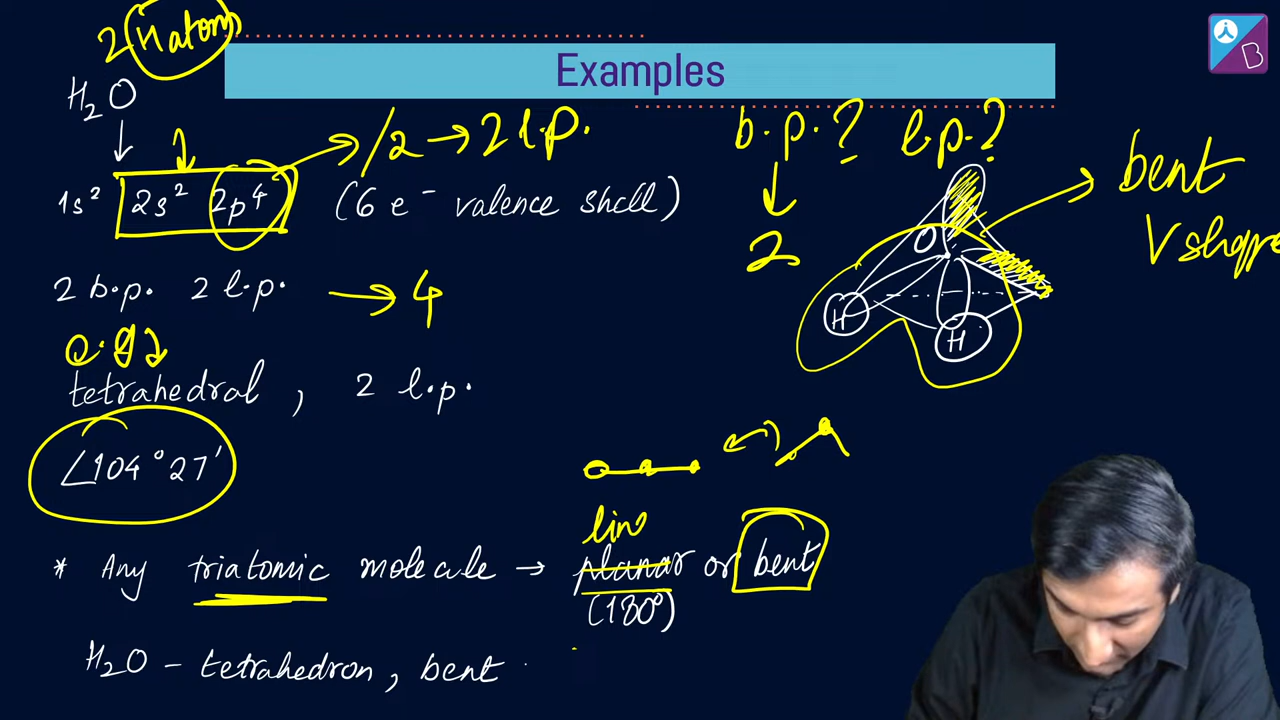 2 H atoms
Examples
H2O
/2 → 2 l.p.
b.p.? l.p.?
2
bent
V shape
1s² 2s² 2p⁴ (6 e⁻ valence shell)
O
H
H
2 b.p. 2 l.p. → 4
tetrahedral, 2 l.p.
∠104°27'
lin
* Any triatomic molecule → planar or bent
(180°)
H2O – tetrahedron, bent
B